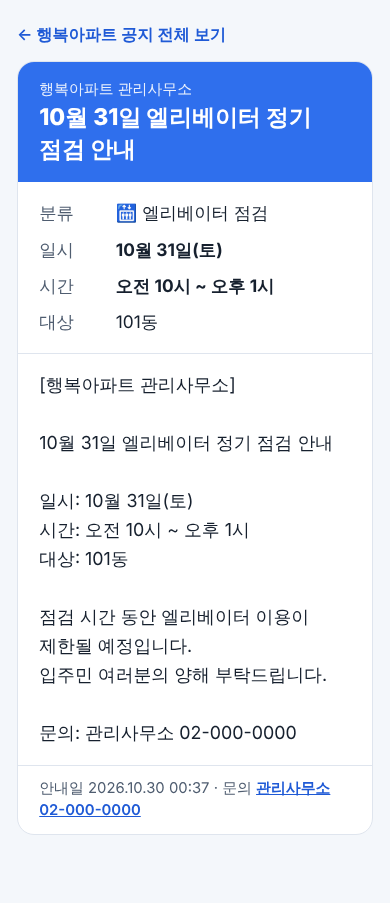 ← 행복아파트 공지 전체 보기
행복아파트 관리사무소
10월 31일 엘리베이터 정기
점검 안내
분류 🛗 엘리베이터 점검
일시 10월 31일(토)
시간 오전 10시 ~ 오후 1시
대상 101동
[행복아파트 관리사무소]
10월 31일 엘리베이터 정기 점검 안내
일시: 10월 31일(토)
시간: 오전 10시 ~ 오후 1시
대상: 101동
점검 시간 동안 엘리베이터 이용이
제한될 예정입니다.
입주민 여러분의 양해 부탁드립니다.
문의: 관리사무소 02-000-0000
안내일 2026.10.30 00:37 · 문의 관리사무소
02-000-0000